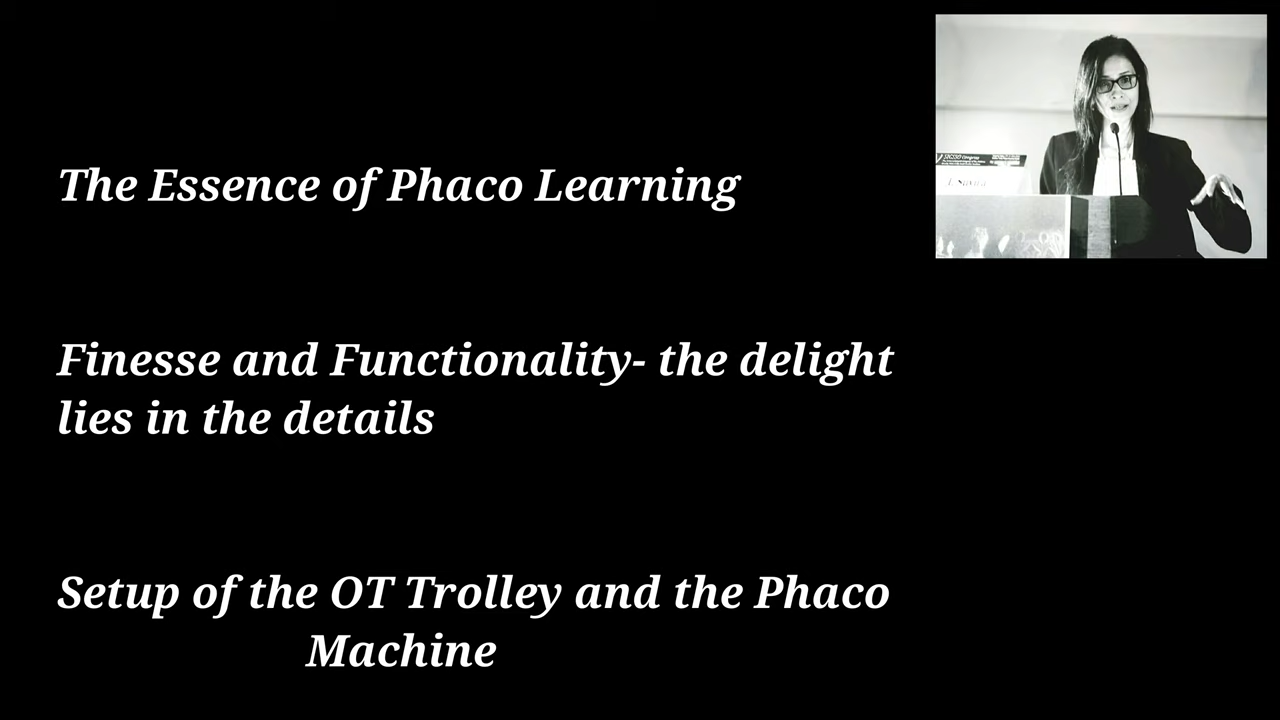 The Essence of Phaco Learning
Finesse and Functionality- the delight
lies in the details
Setup of the OT Trolley and the Phaco
Machine